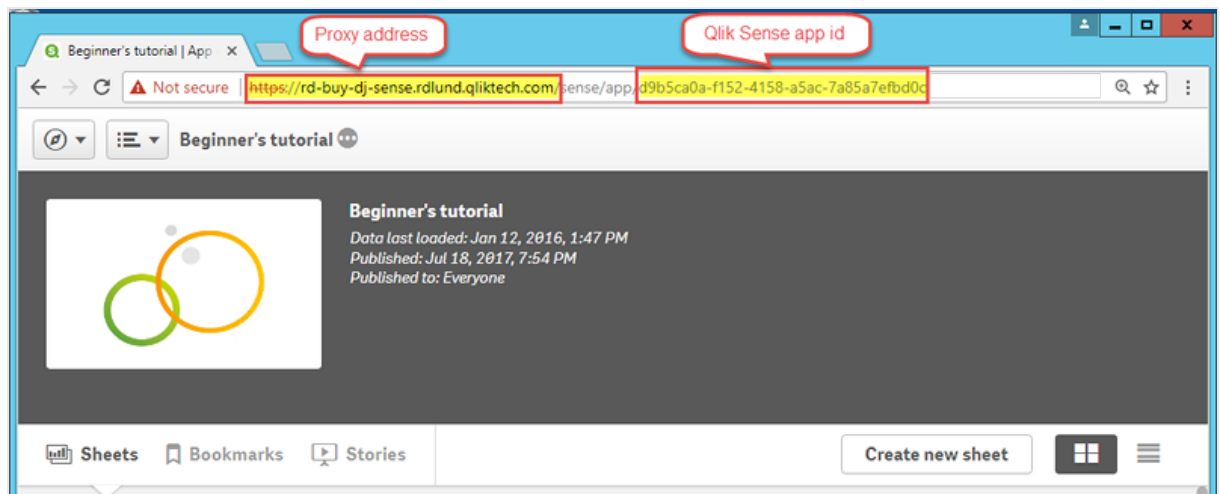 Proxy address
Qlik Sense app id
Beginner's tutorial | App
Not secure
https://rd-buy-dj-sense.rdlund.qliktech.com/sense/app/d9b5ca0a-f152-4158-a5ac-7a85a7efbd0c
Beginner's tutorial
Beginner's tutorial
Data last loaded: Jan 12, 2016, 1:47 PM
Published: Jul 18, 2017, 7:54 PM
Published to: Everyone
Sheets Bookmarks Stories Create new sheet